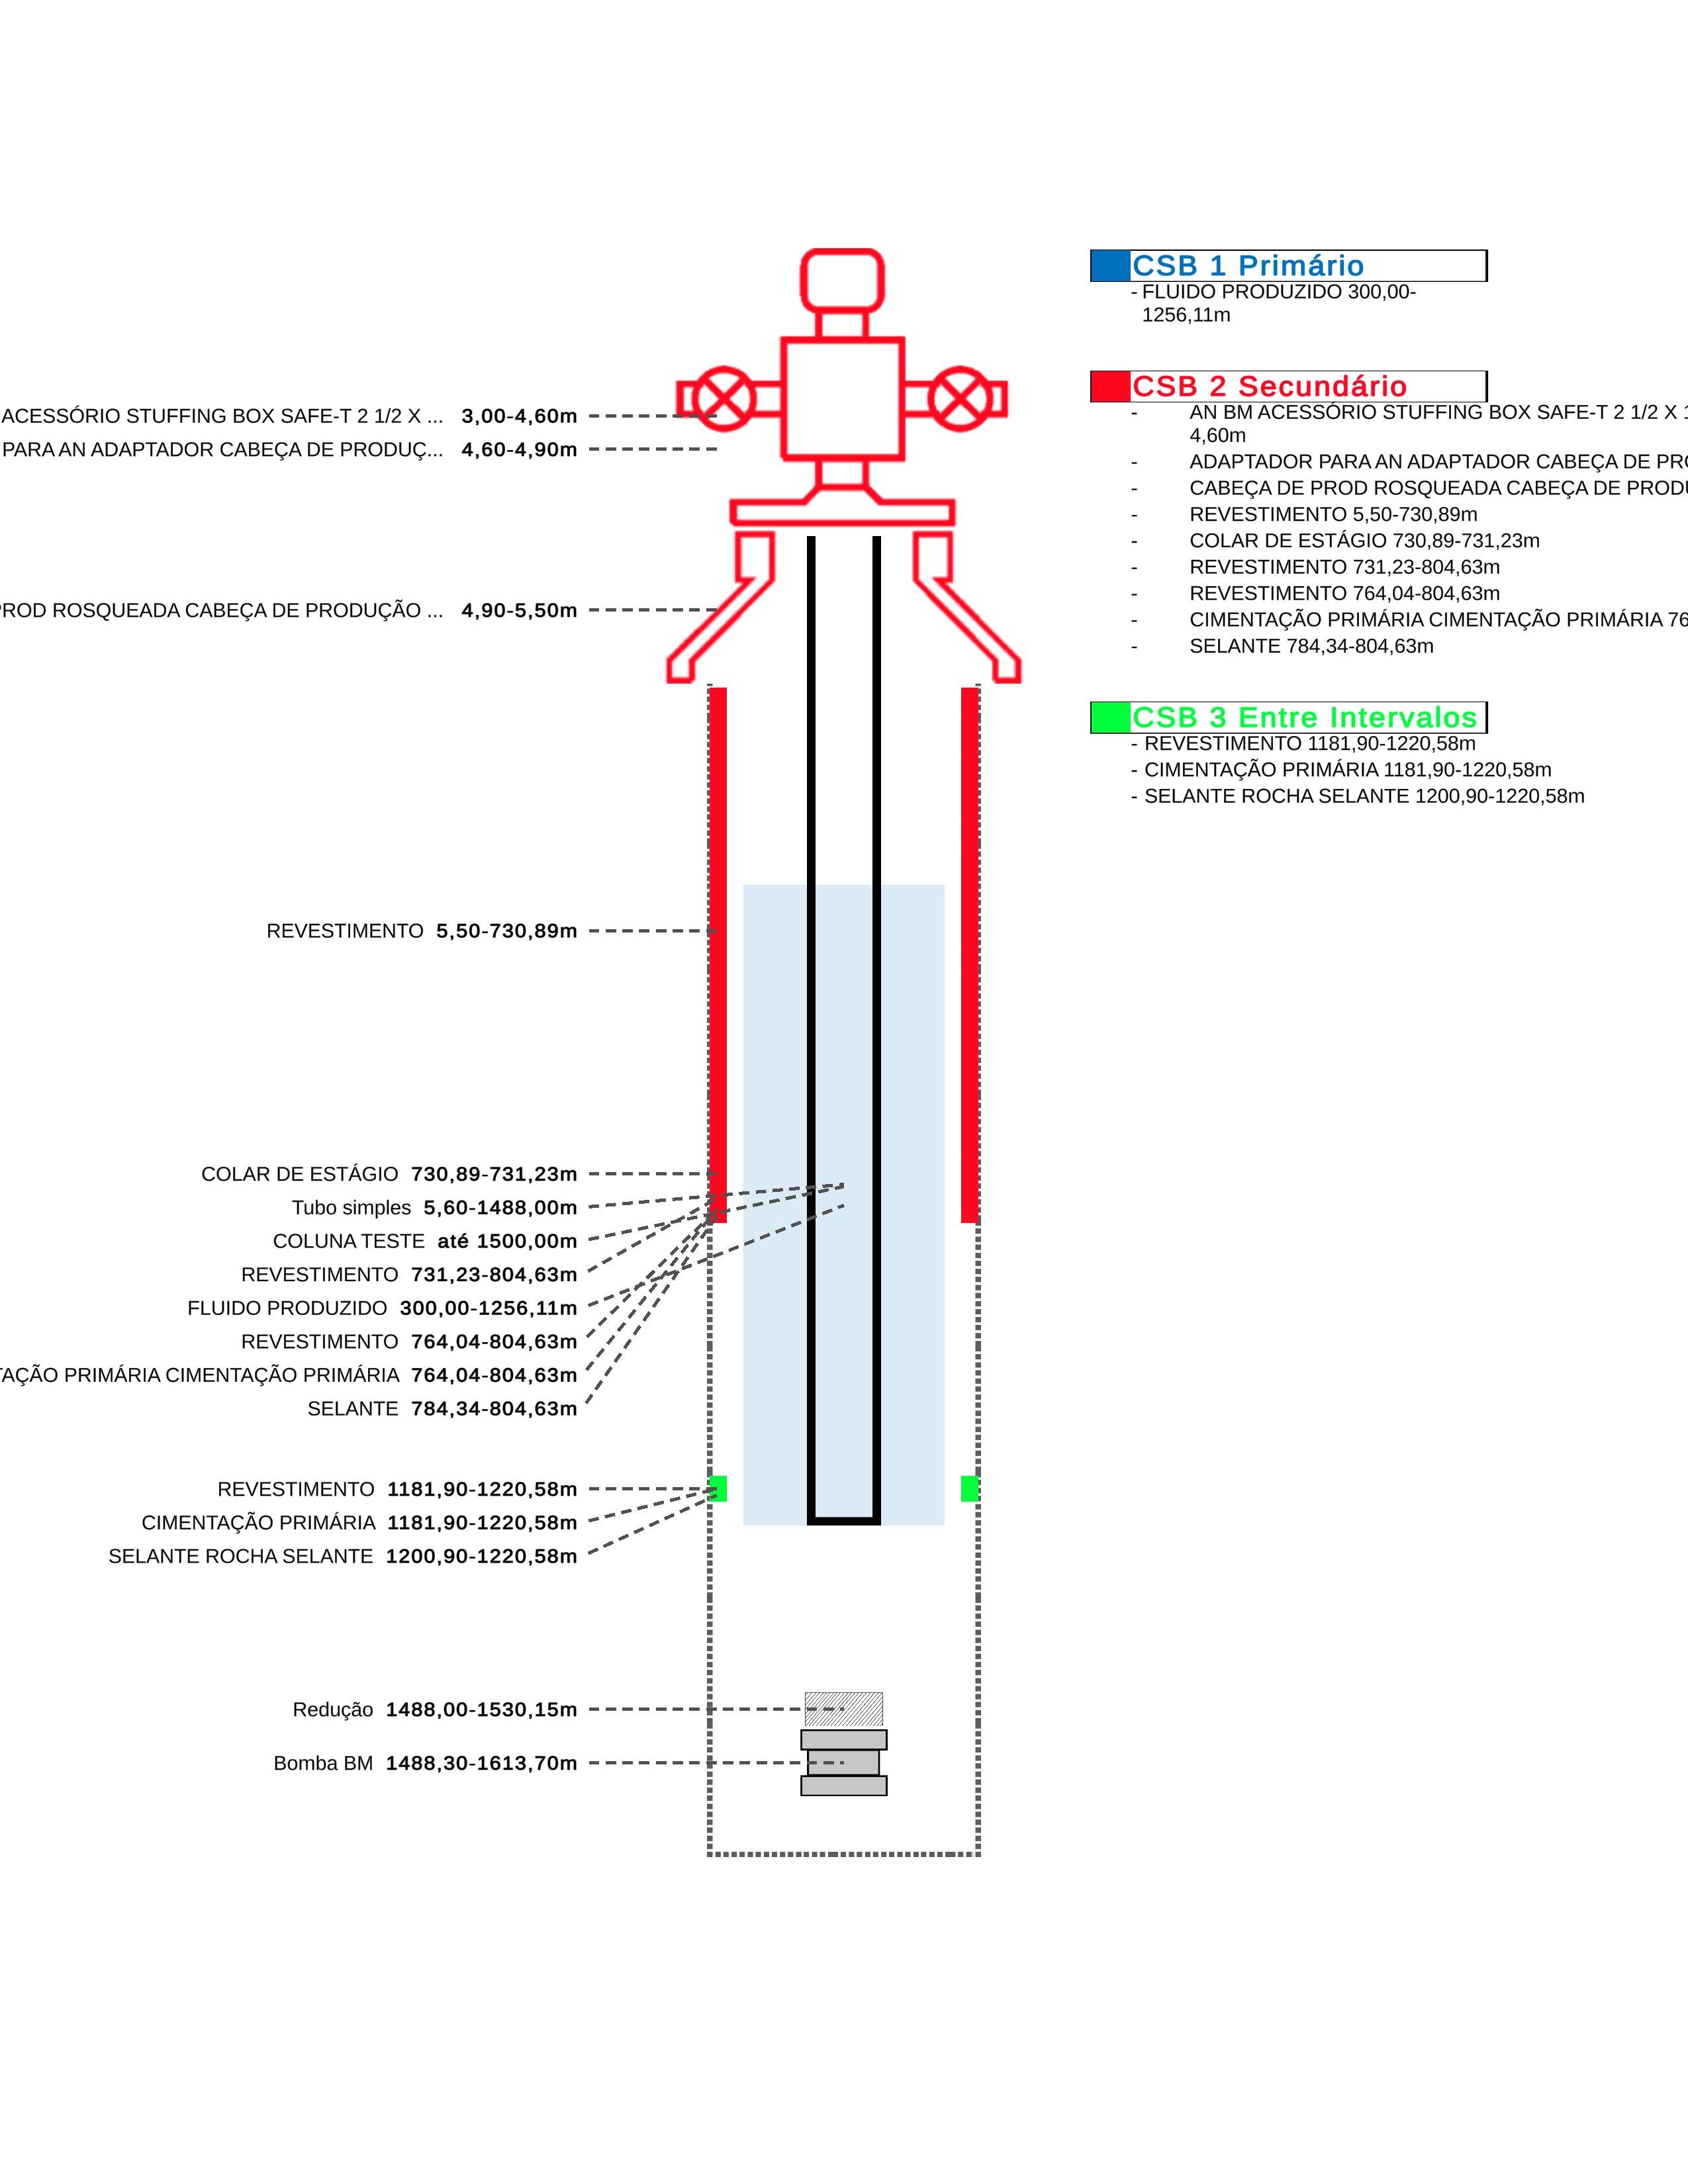 CSB 1 Primário
- FLUIDO PRODUZIDO 300,00-
1256,11m
CSB 2 Secundário
- AN BM ACESSÓRIO STUFFING BOX SAFE-T 2 1/2 X
4,60m
- ADAPTADOR PARA AN ADAPTADOR CABEÇA DE
- CABEÇA DE PROD ROSQUEADA CABEÇA DE
- REVESTIMENTO 5,50-730,89m
- COLAR DE ESTÁGIO 730,89-731,23m
- REVESTIMENTO 731,23-804,63m
- REVESTIMENTO 764,04-804,63m
- CIMENTAÇÃO PRIMÁRIA CIMENTAÇÃO PRIMÁRIA 76
- SELANTE 784,34-804,63m
CSB 3 Entre Intervalos
- REVESTIMENTO 1181,90-1220,58m
- CIMENTAÇÃO PRIMÁRIA 1181,90-1220,58m
- SELANTE ROCHA SELANTE 1200,90-1220,58m
ACESSÓRIO STUFFING BOX SAFE-T 2 1/2 X ... 3,00-4,60m
PARA AN ADAPTADOR CABEÇA DE PRODUÇ... 4,60-4,90m
PROD ROSQUEADA CABEÇA DE PRODUÇÃO ... 4,90-5,50m
REVESTIMENTO 5,50-730,89m
COLAR DE ESTÁGIO 730,89-731,23m
Tubo simples 5,60-1488,00m
COLUNA TESTE até 1500,00m
REVESTIMENTO 731,23-804,63m
FLUIDO PRODUZIDO 300,00-1256,11m
REVESTIMENTO 764,04-804,63m
TAÇÃO PRIMÁRIA CIMENTAÇÃO PRIMÁRIA 764,04-804,63m
SELANTE 784,34-804,63m
REVESTIMENTO 1181,90-1220,58m
CIMENTAÇÃO PRIMÁRIA 1181,90-1220,58m
SELANTE ROCHA SELANTE 1200,90-1220,58m
Redução 1488,00-1530,15m
Bomba BM 1488,30-1613,70m